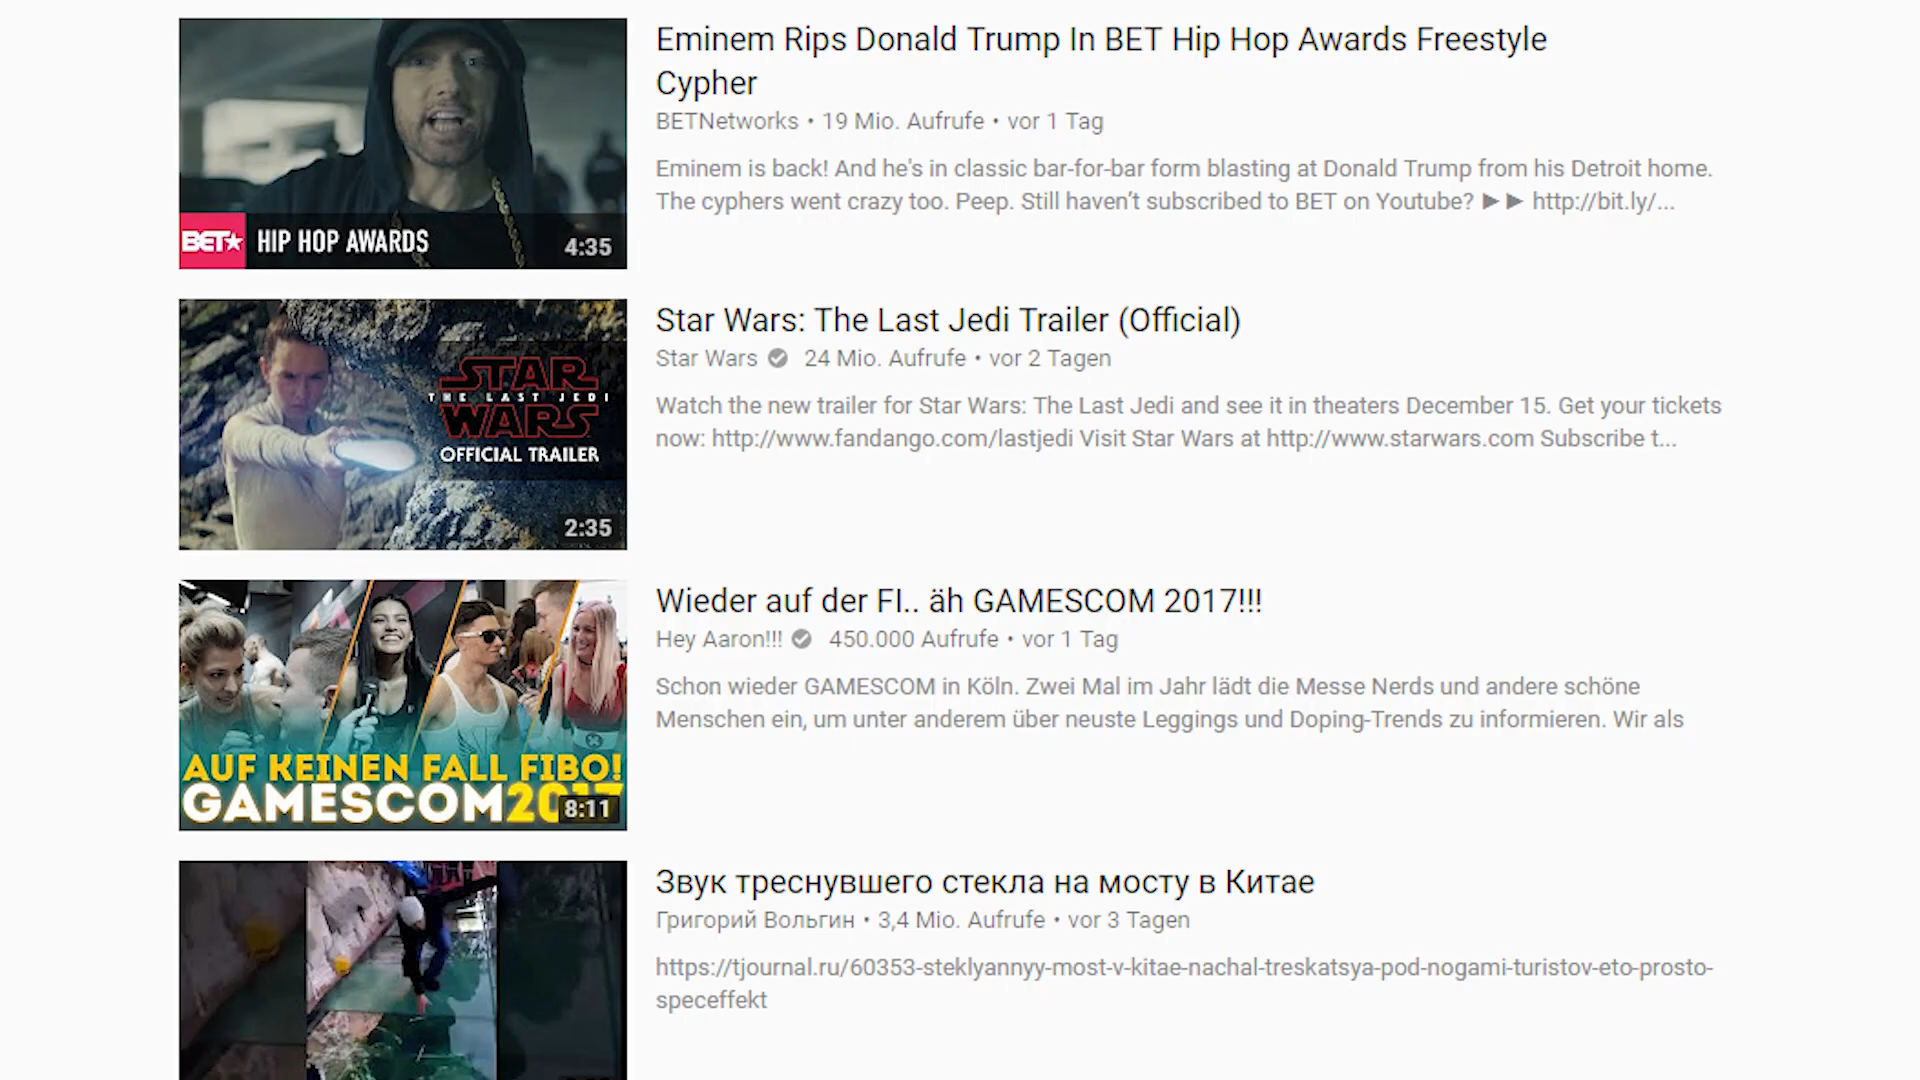 BET★ HIP HOP AWARDS
4:35
Eminem Rips Donald Trump In BET Hip Hop Awards Freestyle
Cypher
BETNetworks • 19 Mio. Aufrufe • vor 1 Tag
Eminem is back! And he's in classic bar-for-bar form blasting at Donald Trump from his Detroit home.
The cyphers went crazy too. Peep. Still haven’t subscribed to BET on Youtube? ►► http://bit.ly/...
STAR
THE LAST JEDI
WARS
OFFICIAL TRAILER
2:35
Star Wars: The Last Jedi Trailer (Official)
Star Wars 24 Mio. Aufrufe • vor 2 Tagen
Watch the new trailer for Star Wars: The Last Jedi and see it in theaters December 15. Get your tickets
now: http://www.fandango.com/lastjedi Visit Star Wars at http://www.starwars.com Subscribe t...
AUF KEINEN FALL FIBO!
GAMESCOM2017
8:11
Wieder auf der FI.. äh GAMESCOM 2017!!!
Hey Aaron!!! 450.000 Aufrufe • vor 1 Tag
Schon wieder GAMESCOM in Köln. Zwei Mal im Jahr lädt die Messe Nerds und andere schöne
Menschen ein, um unter anderem über neuste Leggings und Doping-Trends zu informieren. Wir als
Звук треснувшего стекла на мосту в Китае
Григорий Вольгин • 3,4 Mio. Aufrufe • vor 3 Tagen
https://tjournal.ru/60353-steklyannyy-most-v-kitae-nachal-treskatsya-pod-nogami-turistov-eto-prosto-
speceffekt